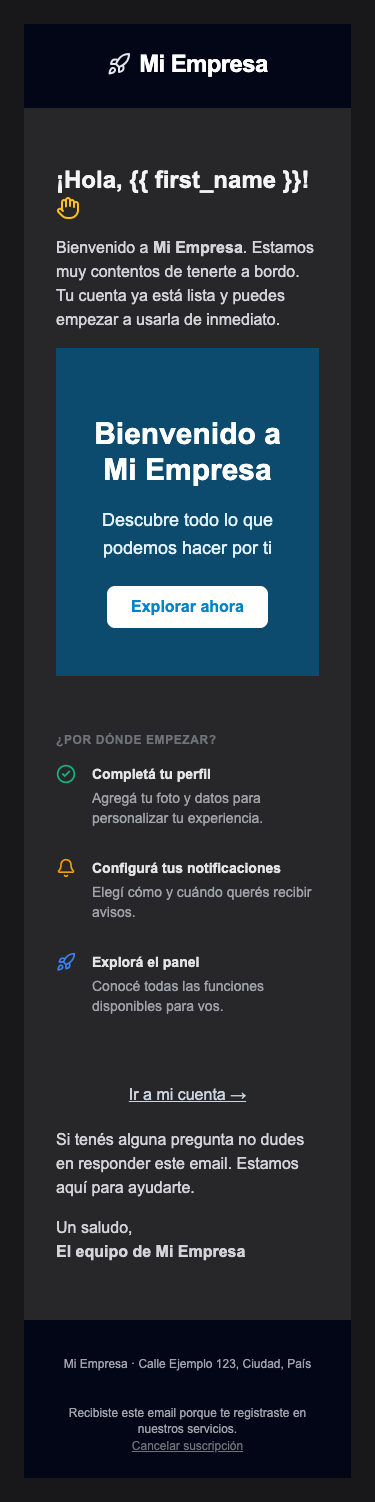 Mi Empresa
¡Hola, {{ first_name }}!
Bienvenido a Mi Empresa. Estamos
muy contentos de tenerte a bordo.
Tu cuenta ya está lista y puedes
empezar a usarla de inmediato.
Bienvenido a
Mi Empresa
Descubre todo lo que
podemos hacer por ti
Explorar ahora
¿POR DÓNDE EMPEZAR?
Completá tu perfil
Agregá tu foto y datos para
personalizar tu experiencia.
Configurá tus notificaciones
Elegí cómo y cuándo querés recibir
avisos.
Explorá el panel
Conocé todas las funciones
disponibles para vos.
Ir a mi cuenta →
Si tenés alguna pregunta no dudes
en responder este email. Estamos
aquí para ayudarte.
Un saludo,
El equipo de Mi Empresa
Mi Empresa · Calle Ejemplo 123, Ciudad, País
Recibiste este email porque te registraste en
nuestros servicios.
Cancelar suscripción